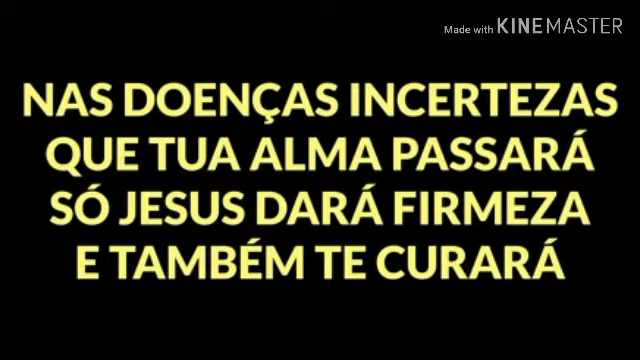 Made with KINEMASTER
NAS DOENÇAS INCERTEZAS
QUE TUA ALMA PASSARÁ
SÓ JESUS DARÁ FIRMEZA
E TAMBÉM TE CURARÁ